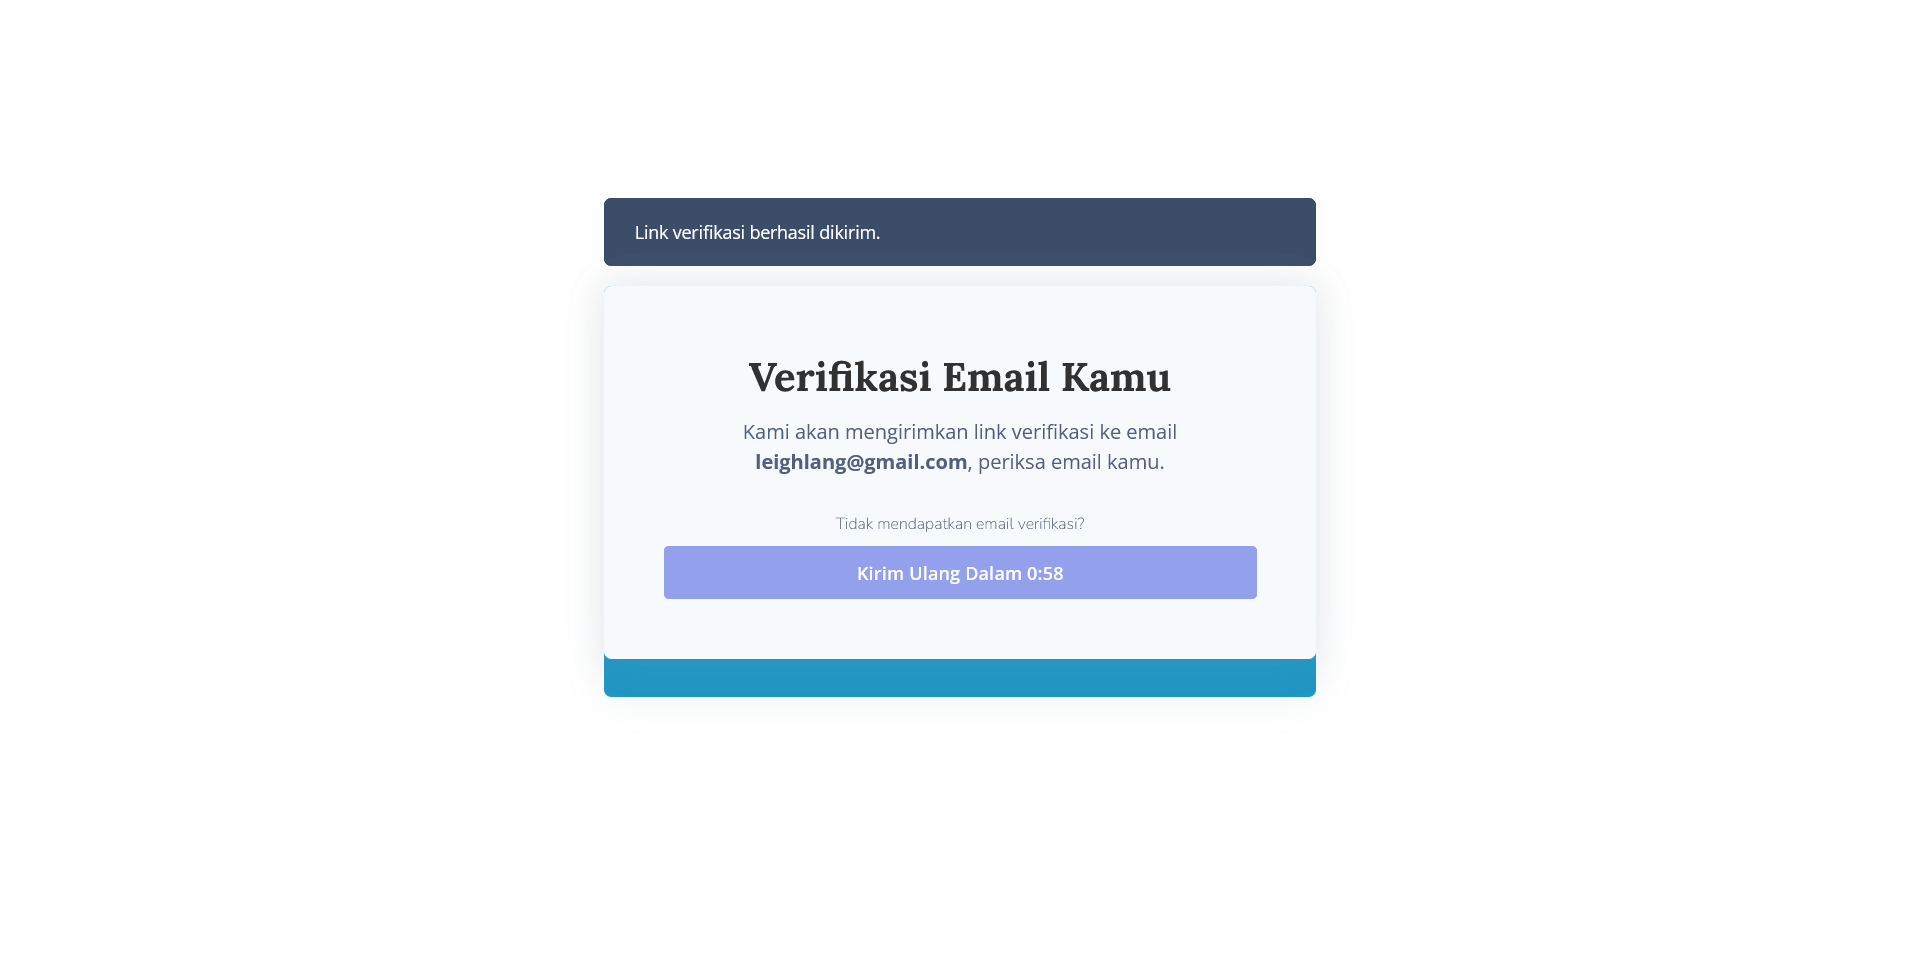 Link verifikasi berhasil dikirim.
Verifikasi Email Kamu
Kami akan mengirimkan link verifikasi ke email
leighlang@gmail.com, periksa email kamu.
Tidak mendapatkan email verifikasi?
Kirim Ulang Dalam 0:58